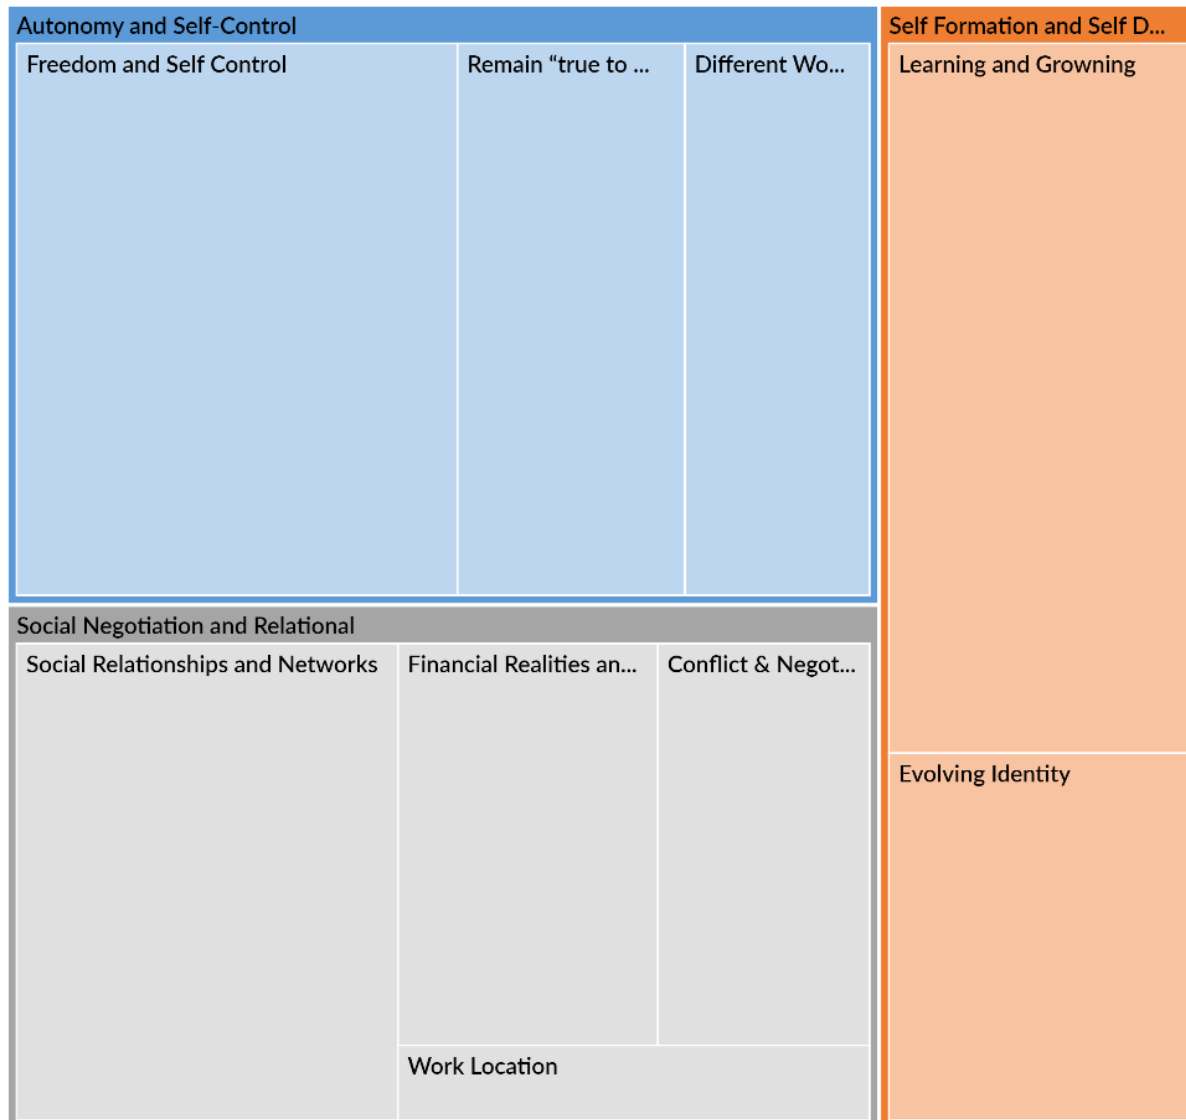 Autonomy and Self-Control
Freedom and Self Control
Remain “true to ...
Different Wo...
Self Formation and Self D...
Learning and Growning
Evolving Identity
Social Negotiation and Relational
Social Relationships and Networks
Financial Realities an...
Conflict & Negot...
Work Location